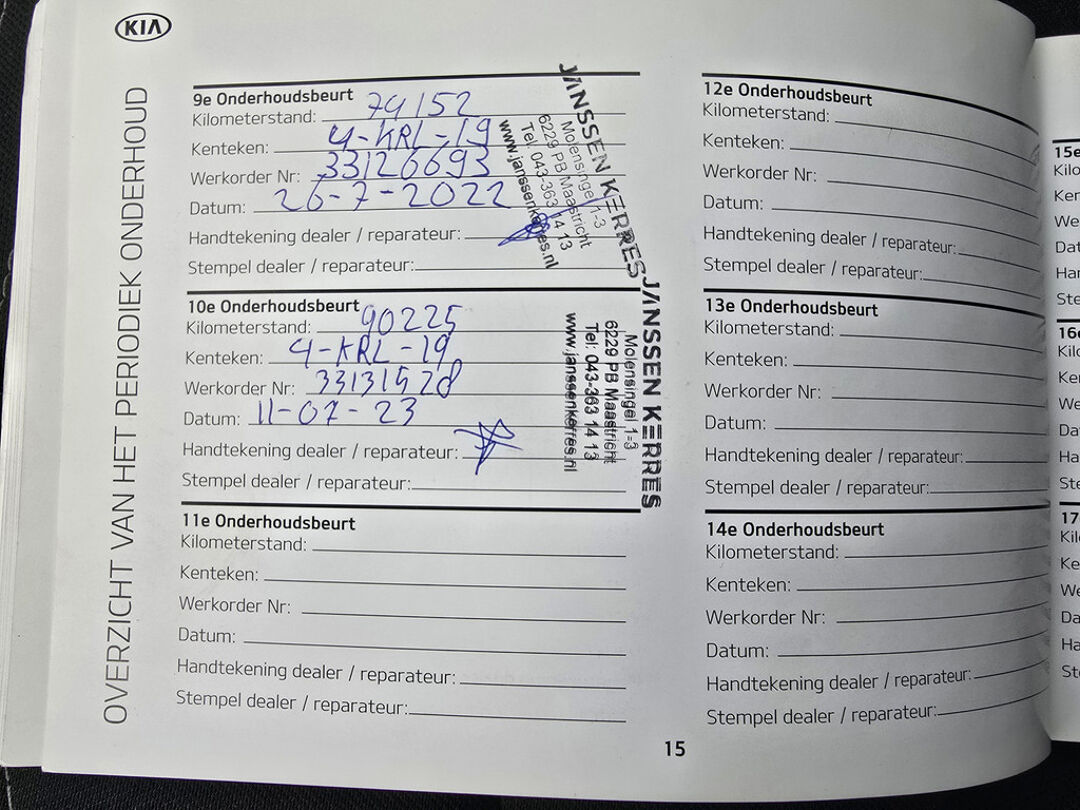 KIA
OVERZICHT VAN HET PERIODIEK ONDERHOUD
9e Onderhoudsbeurt
Kilometerstand: 74152
Kenteken: 4-KRL-19
Werkorder Nr: 33126693
Datum: 26-7-2022
Handtekening dealer / reparateur:
Stempel dealer / reparateur:
JANSSEN KERRES
Molensingel 1-3
6229 PB Maastricht
Tel: 043-363 14 13
www.janssenkerres.nl
10e Onderhoudsbeurt
Kilometerstand: 90225
Kenteken: 4-KRL-19
Werkorder Nr: 33131528
Datum: 11-07-23
Handtekening dealer / reparateur:
Stempel dealer / reparateur:
JANSSEN KERRES
Molensingel 1-3
6229 PB Maastricht
Tel: 043-363 14 13
www.janssenkerres.nl
11e Onderhoudsbeurt
Kilometerstand:
Kenteken:
Werkorder Nr:
Datum:
Handtekening dealer / reparateur:
Stempel dealer / reparateur:
12e Onderhoudsbeurt
Kilometerstand:
Kenteken:
Werkorder Nr:
Datum:
Handtekening dealer / reparateur:
Stempel dealer / reparateur:
13e Onderhoudsbeurt
Kilometerstand:
Kenteken:
Werkorder Nr:
Datum:
Handtekening dealer / reparateur:
Stempel dealer / reparateur:
14e Onderhoudsbeurt
Kilometerstand:
Kenteken:
Werkorder Nr:
Datum:
Handtekening dealer / reparateur:
Stempel dealer / reparateur:
15
15e